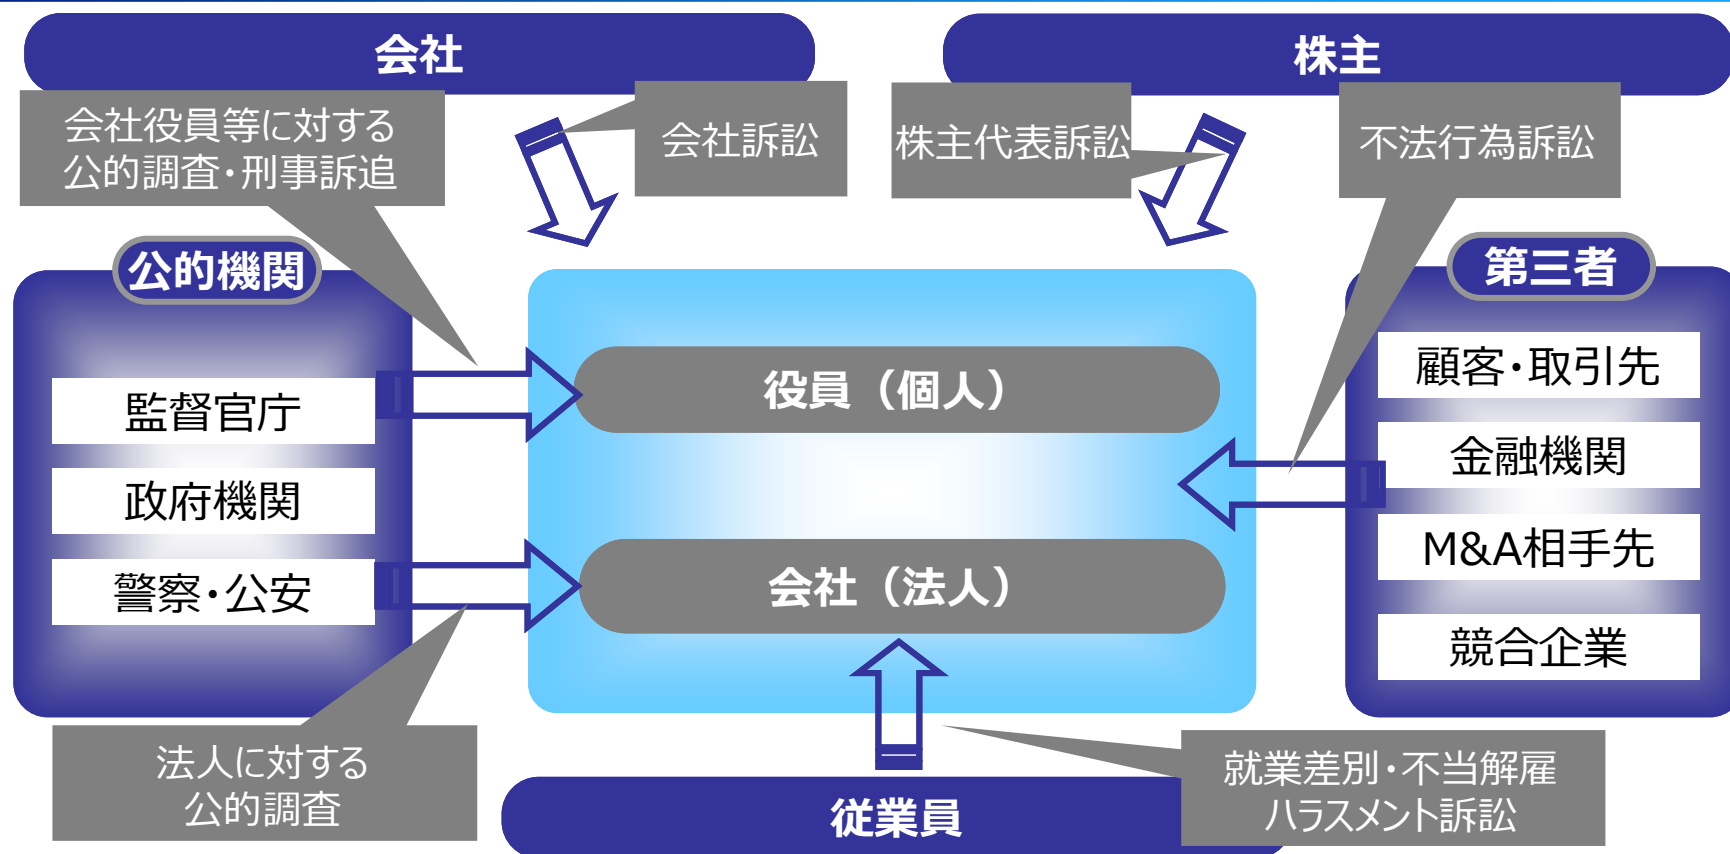 会社
株主
会社役員等に対する
公的調査・刑事訴追
会社訴訟
株主代表訴訟
不法行為訴訟
公的機関
監督官庁
政府機関
警察・公安
役員（個人）
会社（法人）
第三者
顧客・取引先
金融機関
M&A相手先
競合企業
法人に対する
公的調査
従業員
就業差別・不当解雇
ハラスメント訴訟